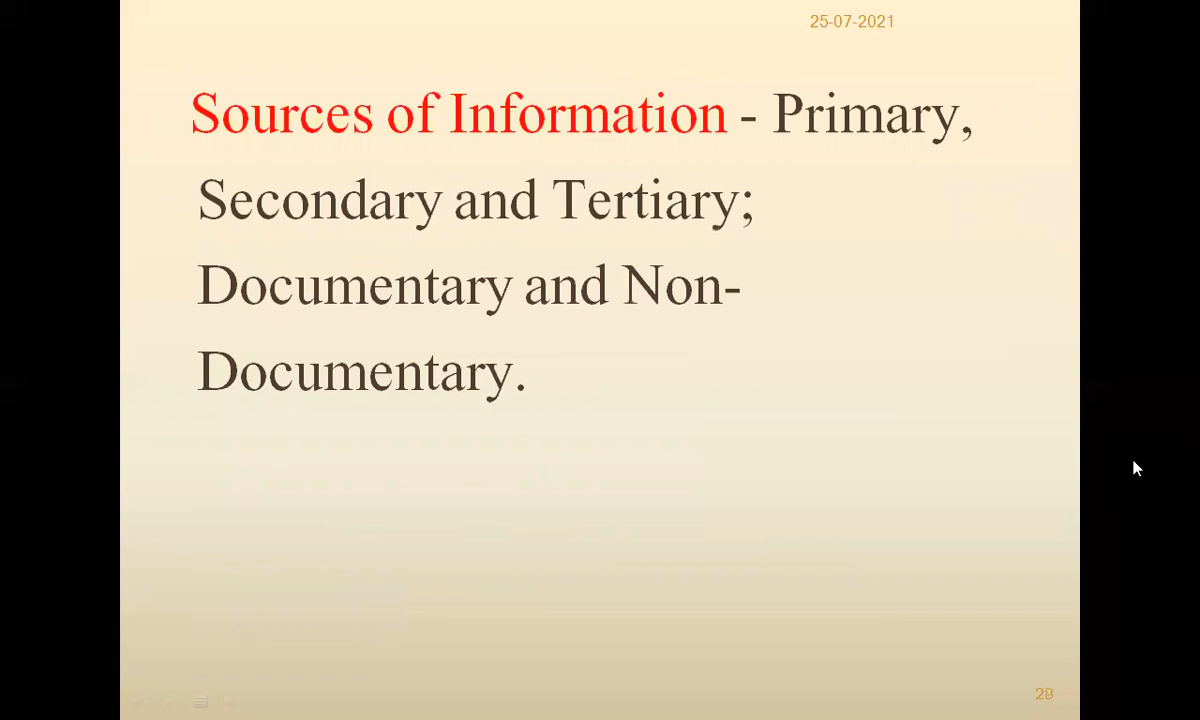 25-07-2021
Sources of Information - Primary,
Secondary and Tertiary;
Documentary and Non-
Documentary.
28